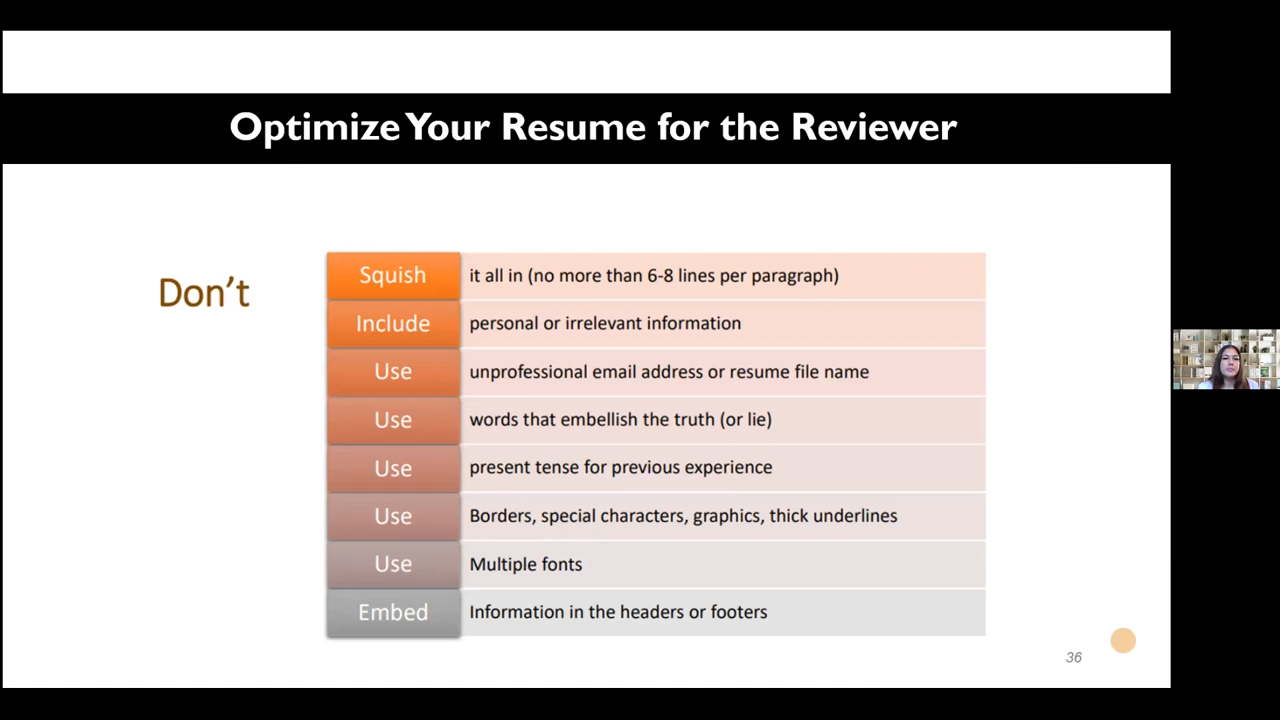 Optimize Your Resume for the Reviewer
Don't
Squish it all in (no more than 6-8 lines per paragraph)
Include personal or irrelevant information
Use unprofessional email address or resume file name
Use words that embellish the truth (or lie)
Use present tense for previous experience
Use Borders, special characters, graphics, thick underlines
Use Multiple fonts
Embed Information in the headers or footers
36